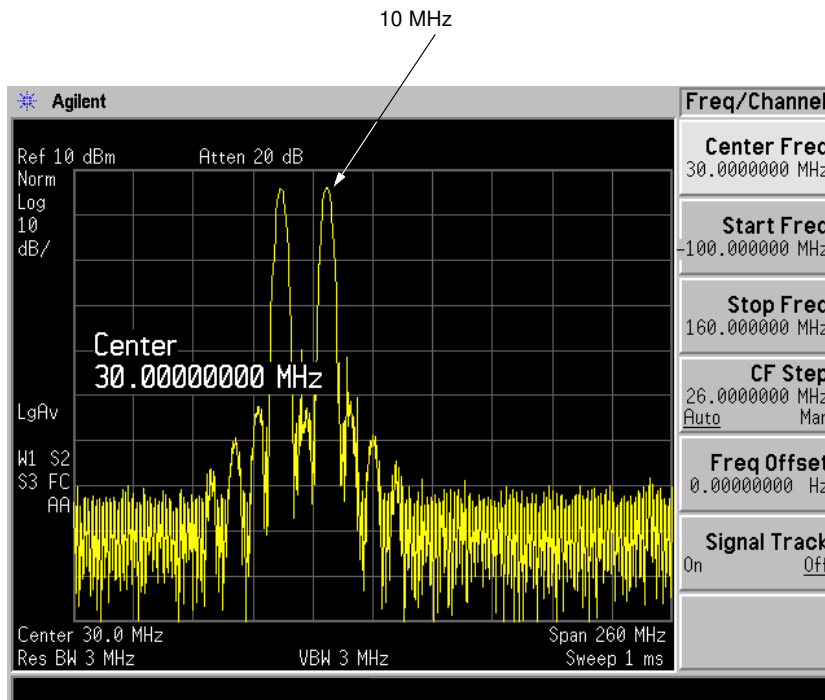 10 MHz
Agilent
Freq/Channel
Ref 10 dBm Atten 20 dB
Norm
Log
10
dB/
Center
30.00000000 MHz
LgAv
W1 S2
S3 FC
AA
Center 30.0 MHz Span 260 MHz
Res BW 3 MHz VBW 3 MHz Sweep 1 ms
Center Freq
30.0000000 MHz
Start Freq
-100.000000 MHz
Stop Freq
160.000000 MHz
CF Step
26.0000000 MHz
Auto Man
Freq Offset
0.00000000 Hz
Signal Track
On Off